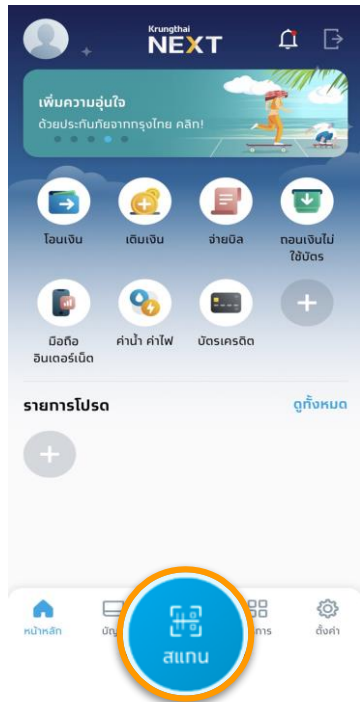 Krungthai
NEXT
เพิ่มความอุ่นใจ
ด้วยประกันภัยจากกรุงไทย คลิก!
โอนเงิน
เติมเงิน
จ่ายบิล
ถอนเงินไม่
ใช้บัตร
มือถือ
อินเตอร์เน็ต
ค่าน้ำ ค่าไฟ
บัตรเครดิต
รายการโปรด
ดูทั้งหมด
หน้าหลัก
สแกน
ตั้งค่า